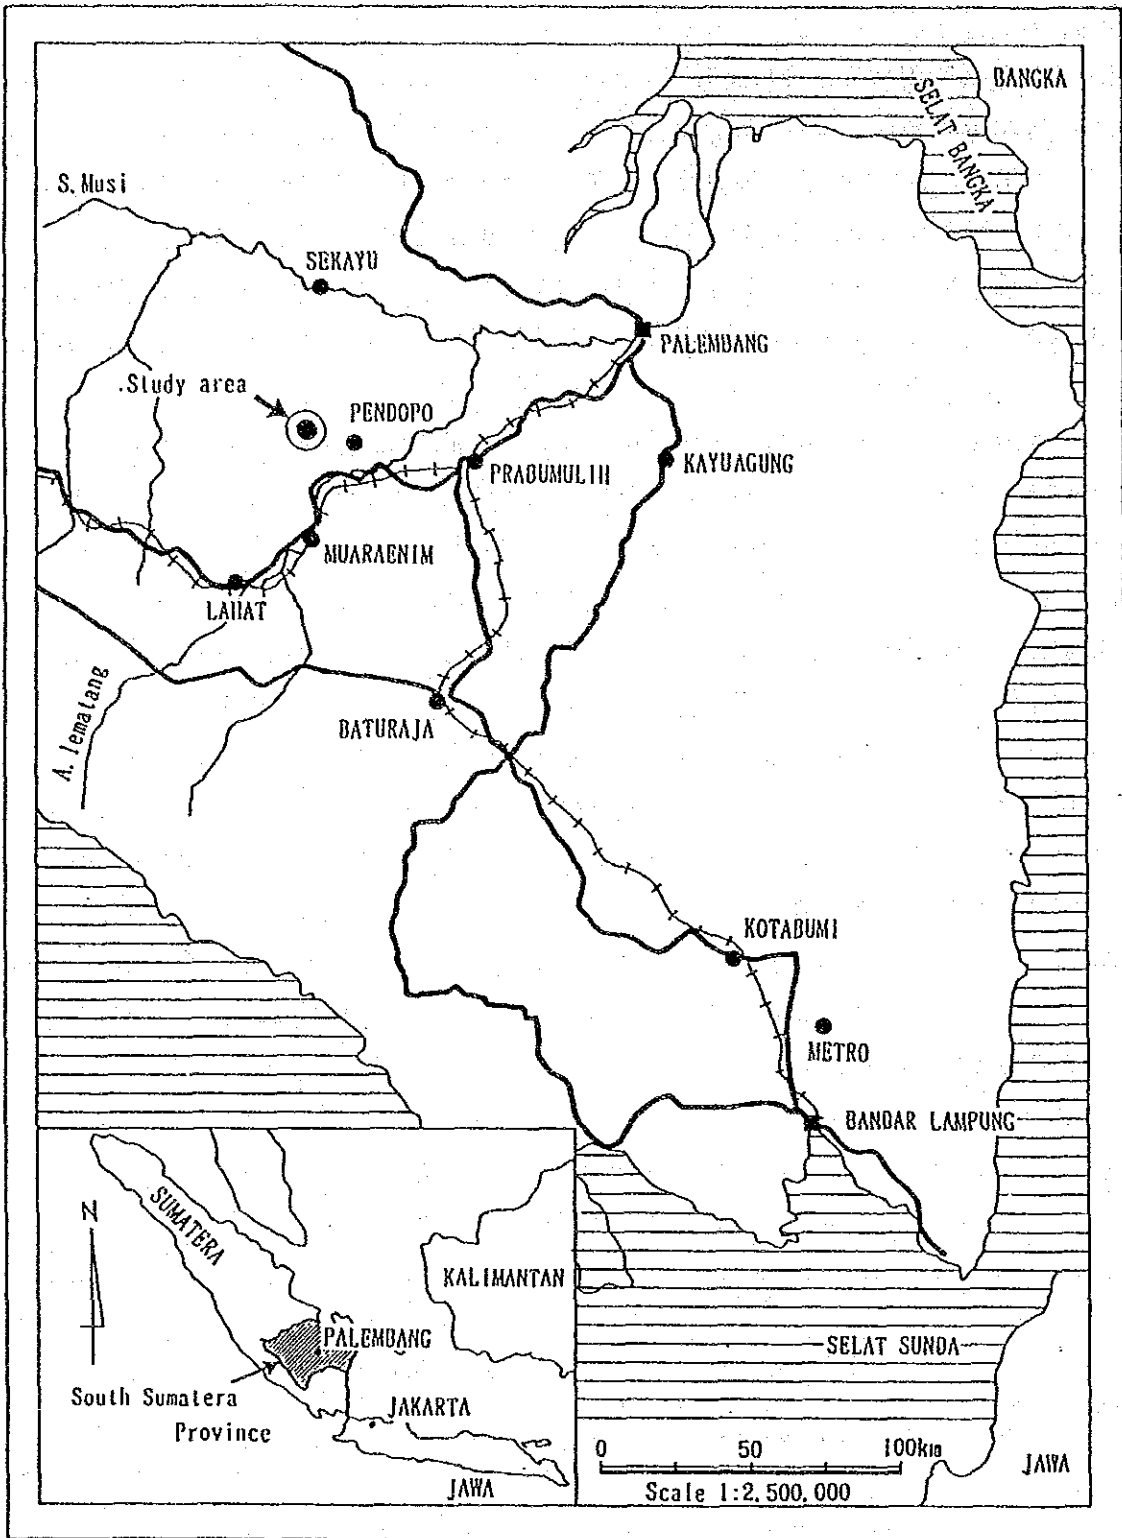 BANGKA
SELAT BANGKA
S. Musi
SEKAYU
PALEMBANG
.Study area
PENDOPO
PRABUMULIH
KAYUAGUNG
MUARAENIM
LAHAT
A. lematang
BATURAJA
KOTABUMI
METRO
BANDAR LAMPUNG
SUMATERA
N
KALIMANTAN
PALEMBANG
SELAT SUNDA
South Sumatera
Province
JAKARTA
JAWA
0 50 100km
JAWA
Scale 1:2,500,000